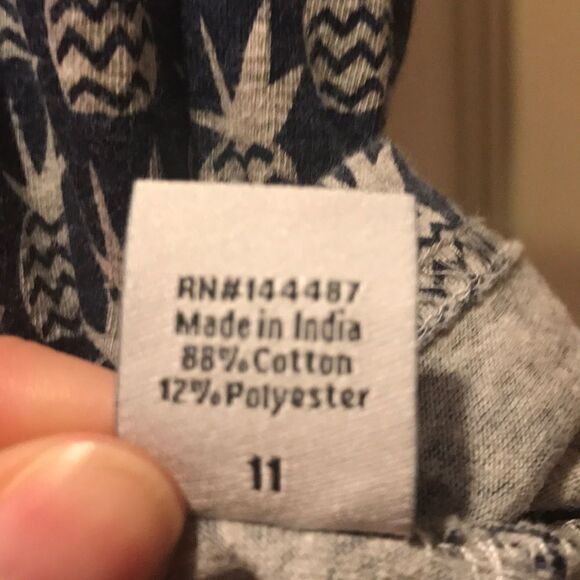 RN#144487
Made in India
88%Cotton
12%Polyester
11